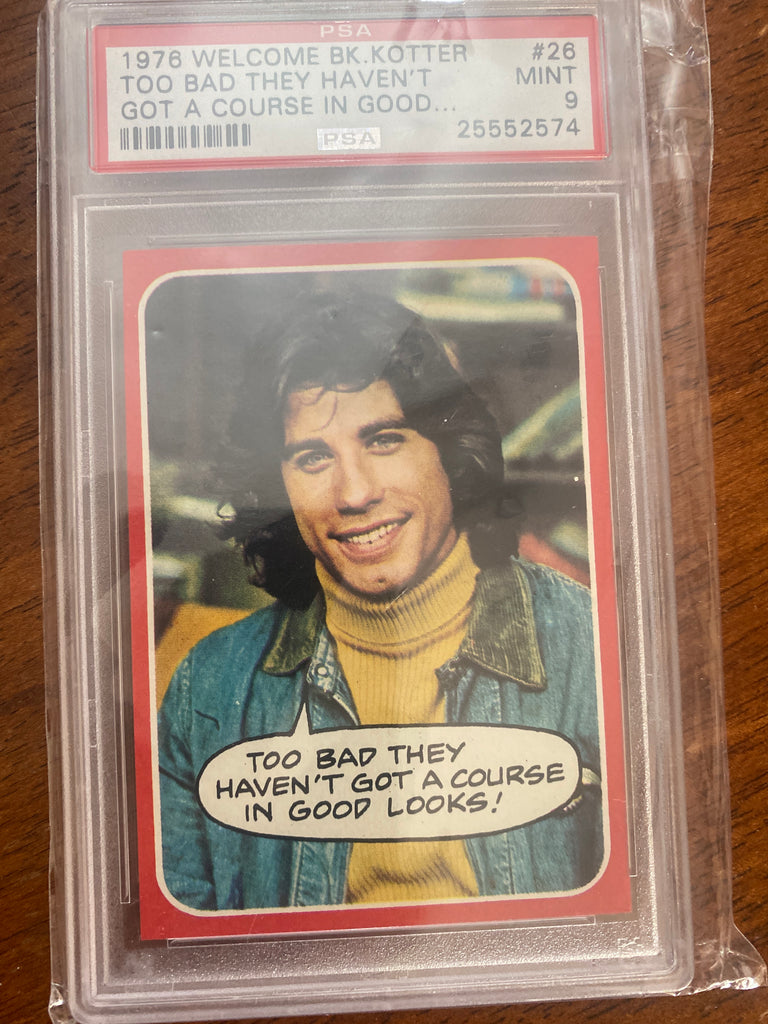 PSA
1976 WELCOME BK.KOTTER #26
TOO BAD THEY HAVEN'T MINT
GOT A COURSE IN GOOD... 9
PSA 25552574
TOO BAD THEY
HAVEN'T GOT A COURSE
IN GOOD LOOKS!